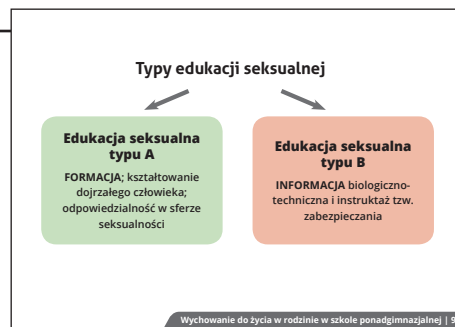 Typy edukacji seksualnej
Edukacja seksualna
typu A
FORMACJA; kształtowanie
dojrzałego człowieka;
odpowiedzialność w sferze
seksualności
Edukacja seksualna
typu B
INFORMACJA biologiczno-
techniczna i instruktaż tzw.
zabezpieczania
Wychowanie do życia w rodzinie w szkole ponadgimnazjalnej | 9